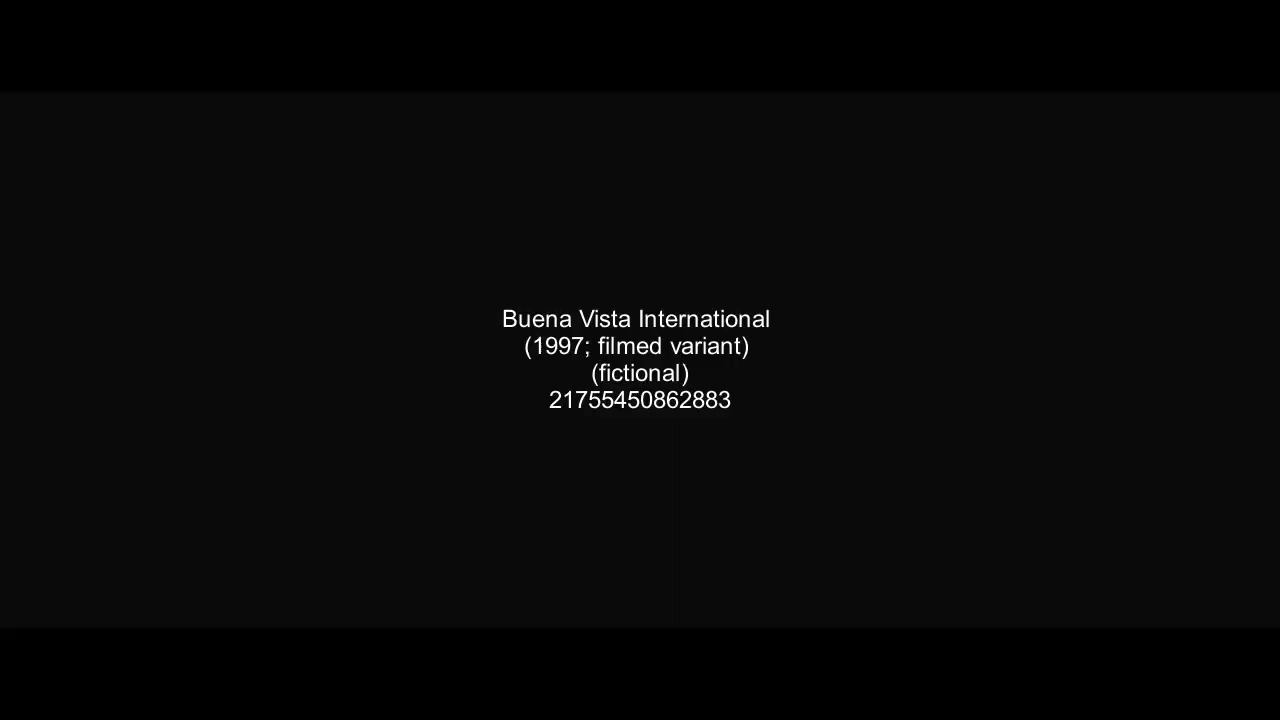 Buena Vista International
(1997; filmed variant)
(fictional)
21755450862883